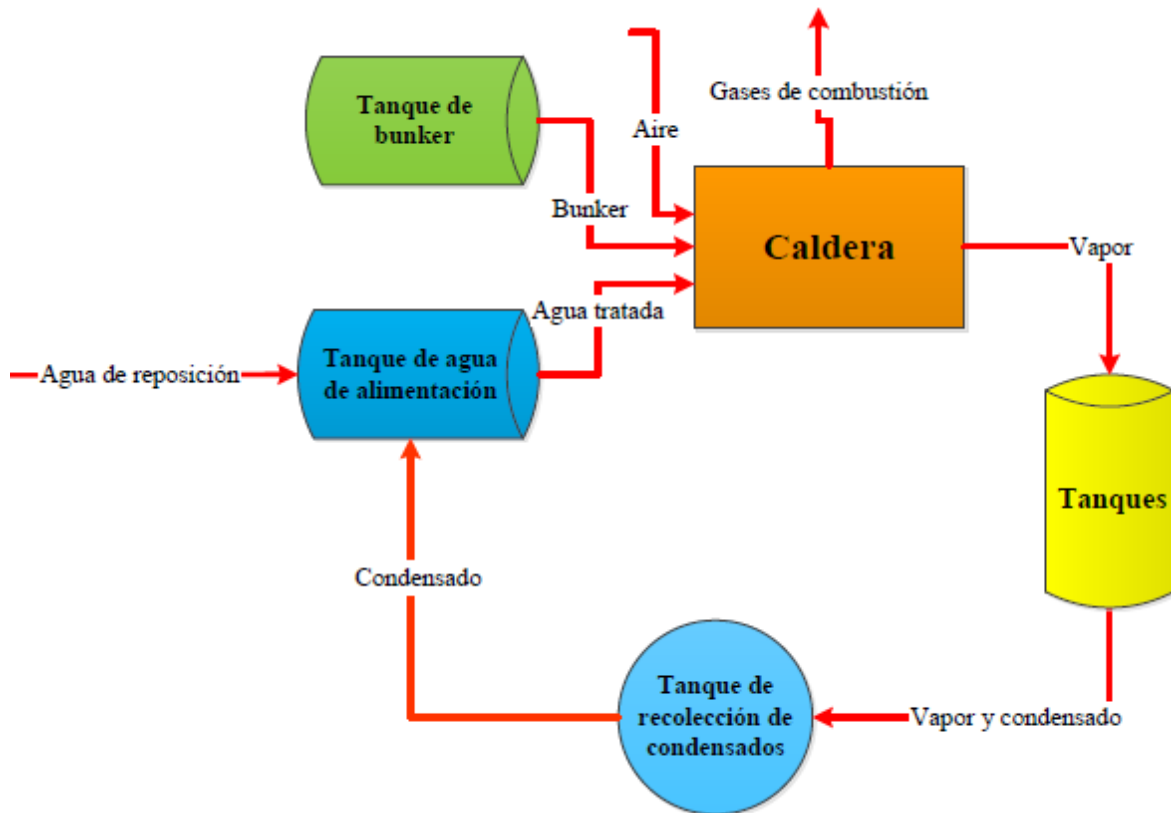 Gases de combustión
Tanque de
bunker
Aire
Bunker
Caldera
Vapor
Agua tratada
Agua de reposición
Tanque de agua
de alimentación
Tanques
Condensado
Tanque de
recolección de
condensados
Vapor y condensado